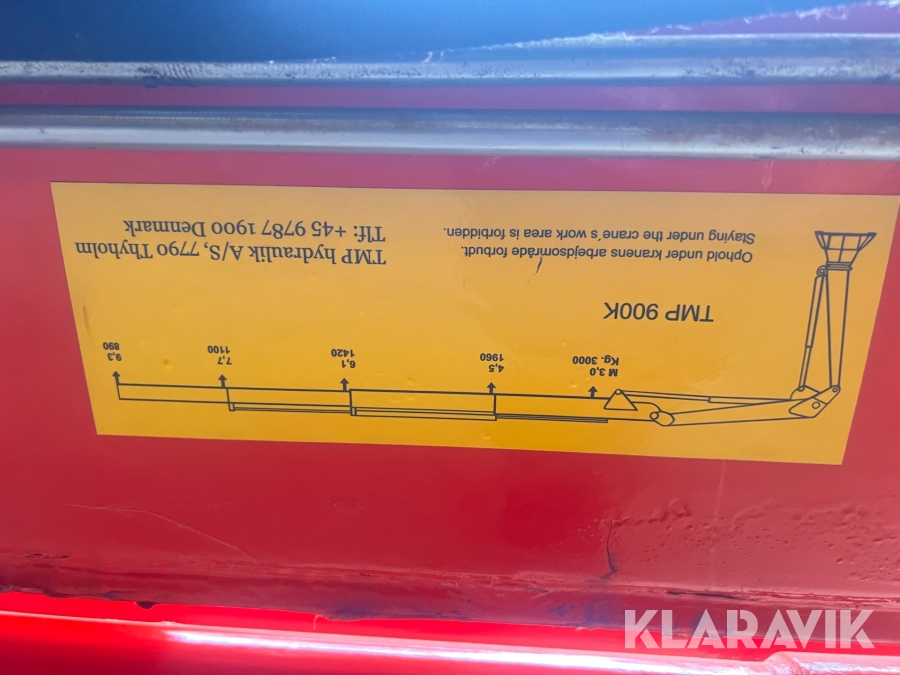 M 3,0
Kg. 3000
4,5
1960
6,1
1420
7,7
1100
9,3
890
TMP 900K
Ophold under kranens arbejdsområde forbudt.
Staying under the crane´s work area is forbidden.
TMP hydraulik A/S, 7790 Thyholm
Tlf: +45 9787 1900 Denmark
KLARAVIK